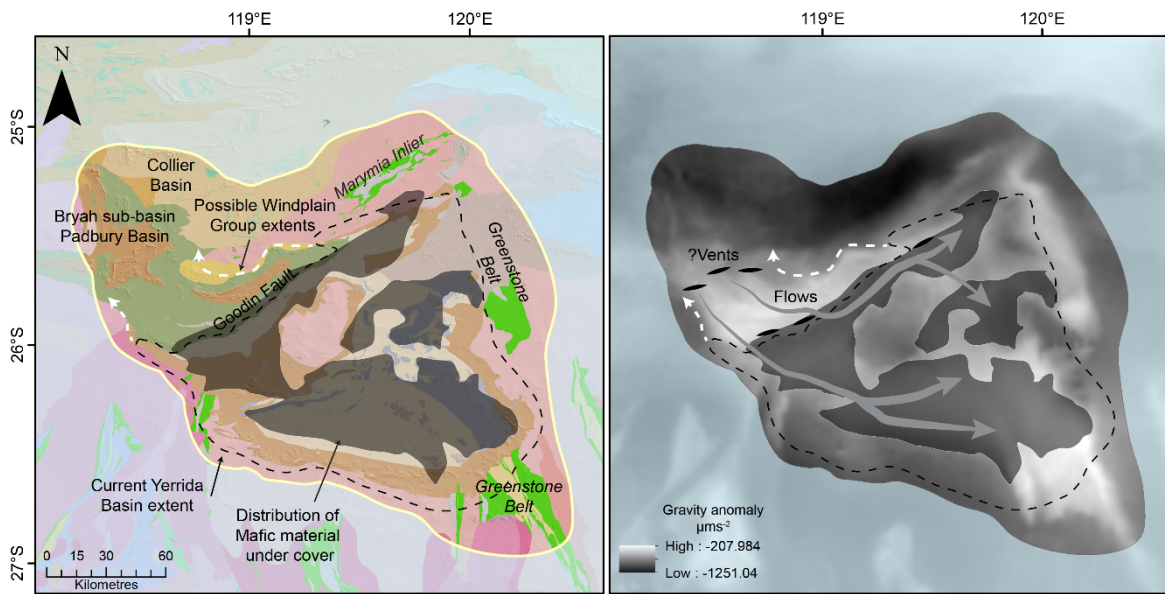 119°E
120°E
119°E
120°E
N
25°S
26°S
27°S
Collier
Basin
Marymia Inlier
Bryah sub-basin
Padbury Basin
Possible Windplain
Group extents
?
Greenstone
Belt
Goodin Fault
Current Yerrida
Basin extent
Distribution of
Mafic material
under cover
Greenstone
Belt
0 15 30 60
Kilometres
?Vents
Flows
Gravity anomaly
µms-2
High : -207.984
Low : -1251.04